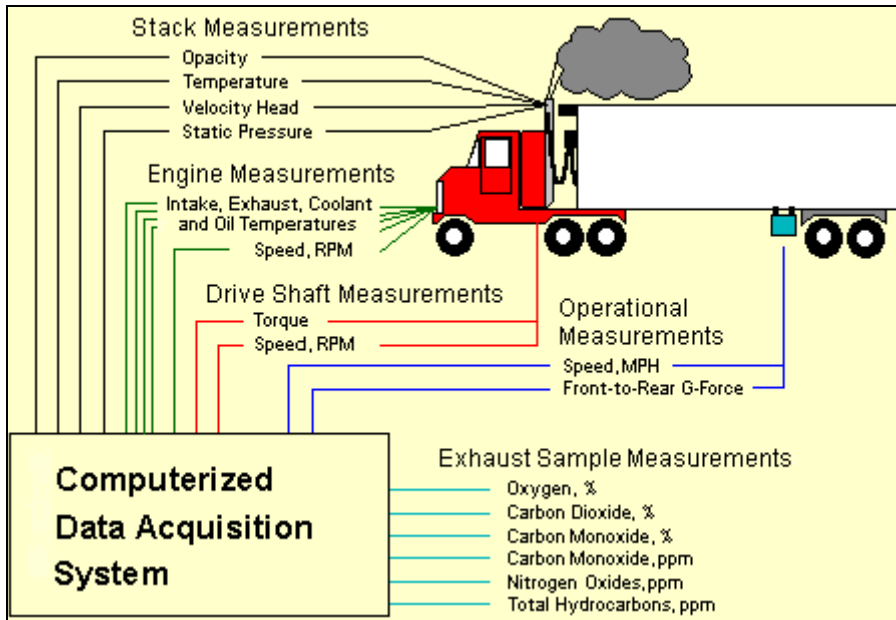 Stack Measurements
Opacity
Temperature
Velocity Head
Static Pressure
Engine Measurements
Intake, Exhaust, Coolant
and Oil Temperatures
Speed, RPM
Drive Shaft Measurements
Torque
Speed, RPM
Operational
Measurements
Speed, MPH
Front-to-Rear G-Force
Computerized
Data Acquisition
System
Exhaust Sample Measurements
Oxygen, %
Carbon Dioxide, %
Carbon Monoxide, %
Carbon Monoxide, ppm
Nitrogen Oxides, ppm
Total Hydrocarbons, ppm